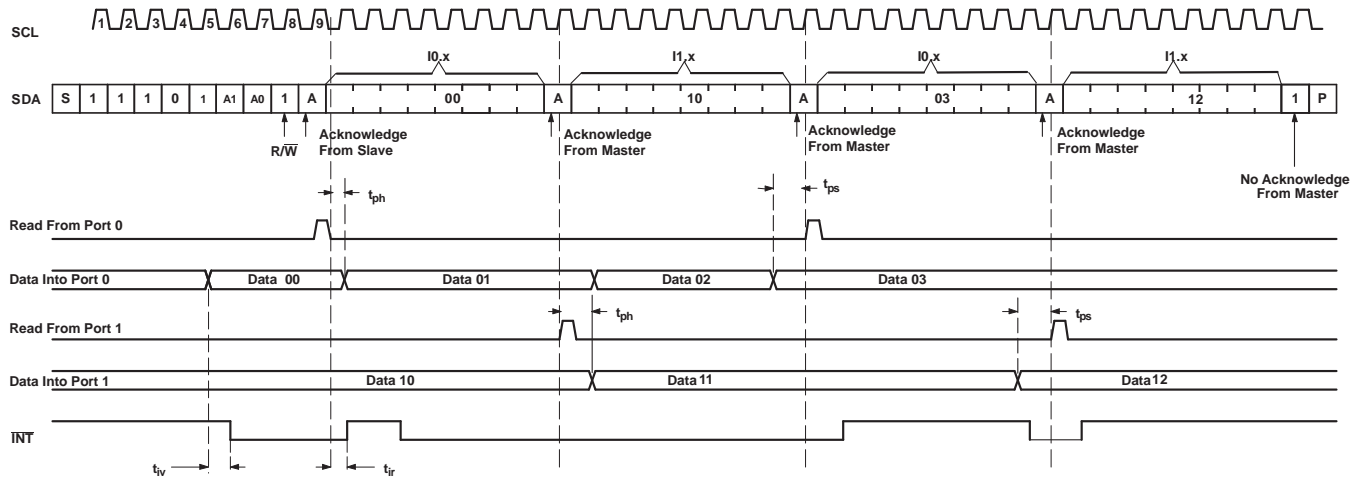 SCL 1 2 3 4 5 6 7 8 9
I0.x I1.x I0.x I1.x
SDA S 1 1 1 0 1 A1 A0 1 A 00 A 10 A 03 A 12 1 P
R/W
Acknowledge
From Slave
Acknowledge
From Master
Acknowledge
From Master
Acknowledge
From Master
No Acknowledge
From Master
tph tps
Read From Port 0
Data Into Port 0 Data 00 Data 01 Data 02 Data 03
tph tps
Read From Port 1
Data Into Port 1 Data 10 Data 11 Data 12
INT
tiv tir